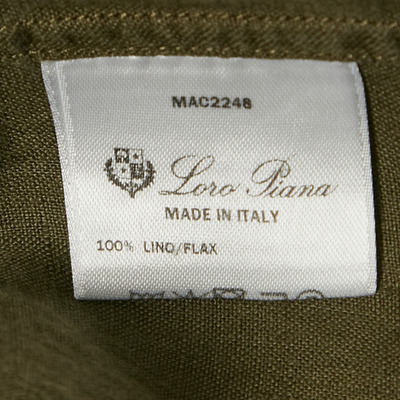 MAC2248
Loro Piana
MADE IN ITALY
100% LINO/FLAX